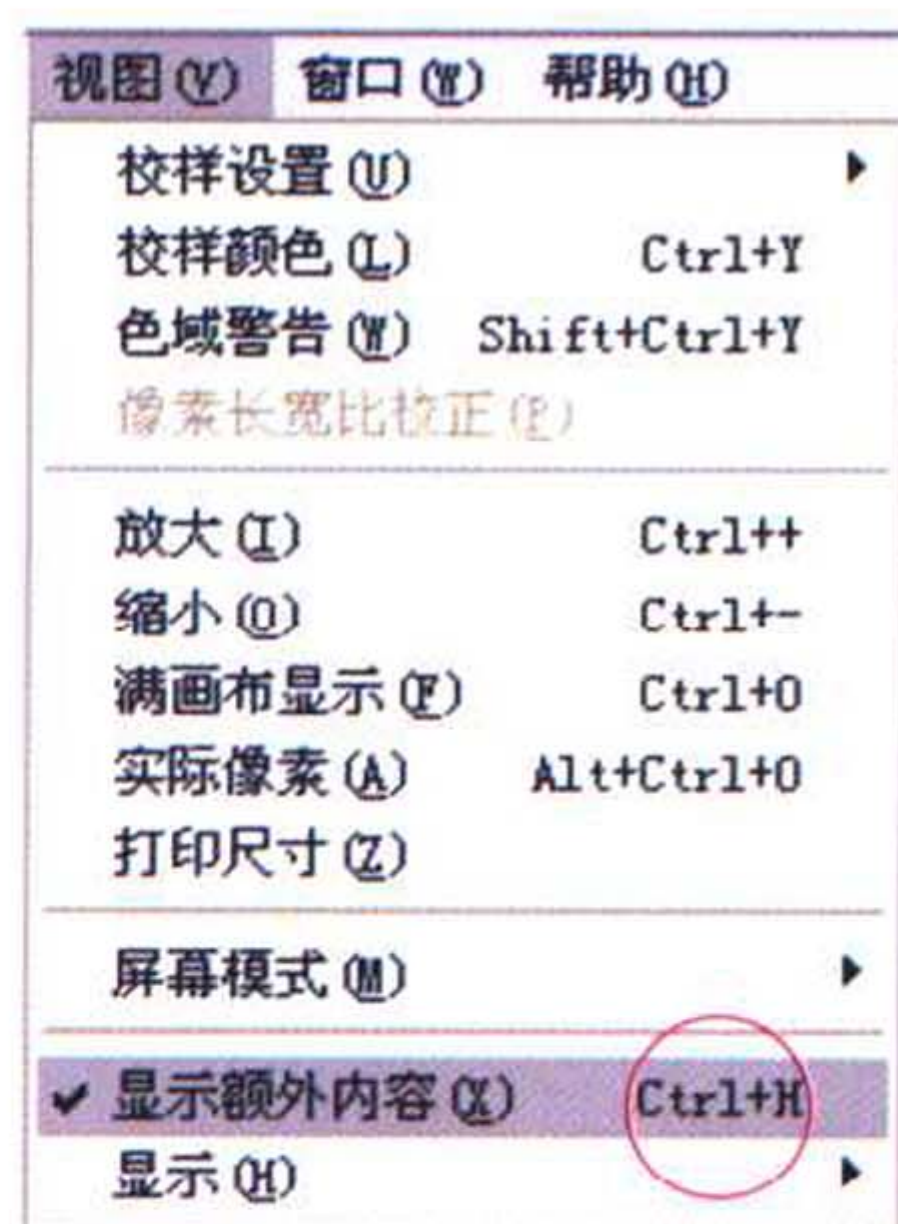 视图(V) 窗口(W) 帮助(H)
校样设置(U)
校样颜色(L) Ctrl+Y
色域警告(W) Shift+Ctrl+Y
像素长宽比校正(P)
放大(I) Ctrl++
缩小(O) Ctrl+-
满画布显示(F) Ctrl+0
实际像素(A) Alt+Ctrl+0
打印尺寸(Z)
屏幕模式(M)
✓ 显示额外内容(X) Ctrl+H
显示(H)